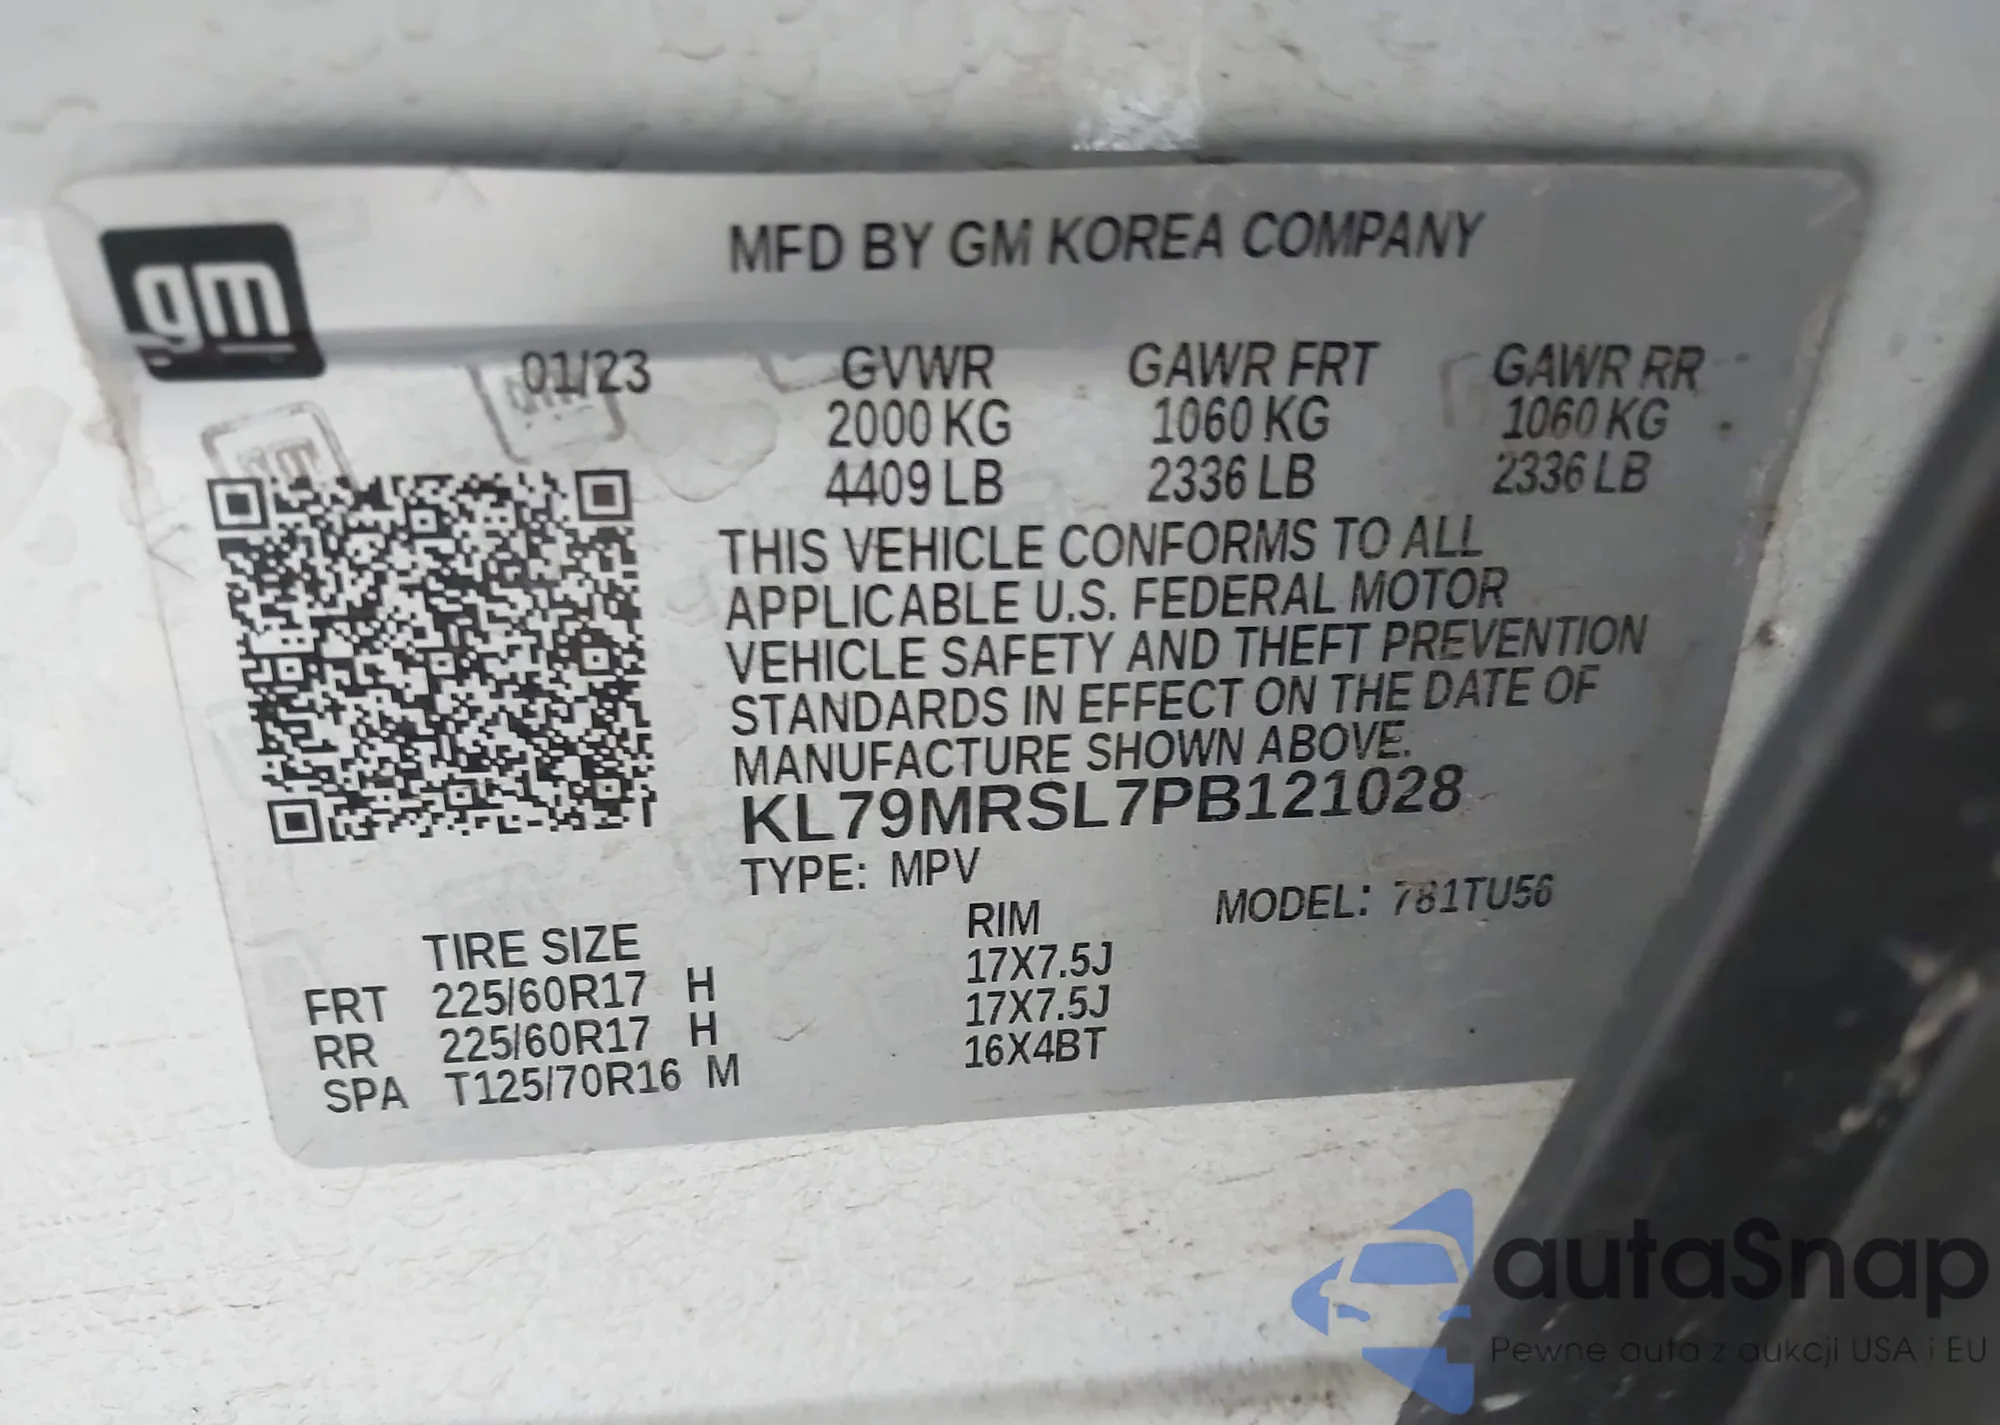 gm
MFD BY GM KOREA COMPANY
01/23 GVWR GAWR FRT GAWR RR
2000 KG 1060 KG 1060 KG
4409 LB 2336 LB 2336 LB
THIS VEHICLE CONFORMS TO ALL
APPLICABLE U.S. FEDERAL MOTOR
VEHICLE SAFETY AND THEFT PREVENTION
STANDARDS IN EFFECT ON THE DATE OF
MANUFACTURE SHOWN ABOVE.
KL79MRSL7PB121028
TYPE: MPV
MODEL: 781TU56
TIRE SIZE RIM
FRT 225/60R17 H 17X7.5J
RR 225/60R17 H 17X7.5J
SPA T125/70R16 M 16X4BT
autaSnap
Pewne auta z aukcji USA i EU